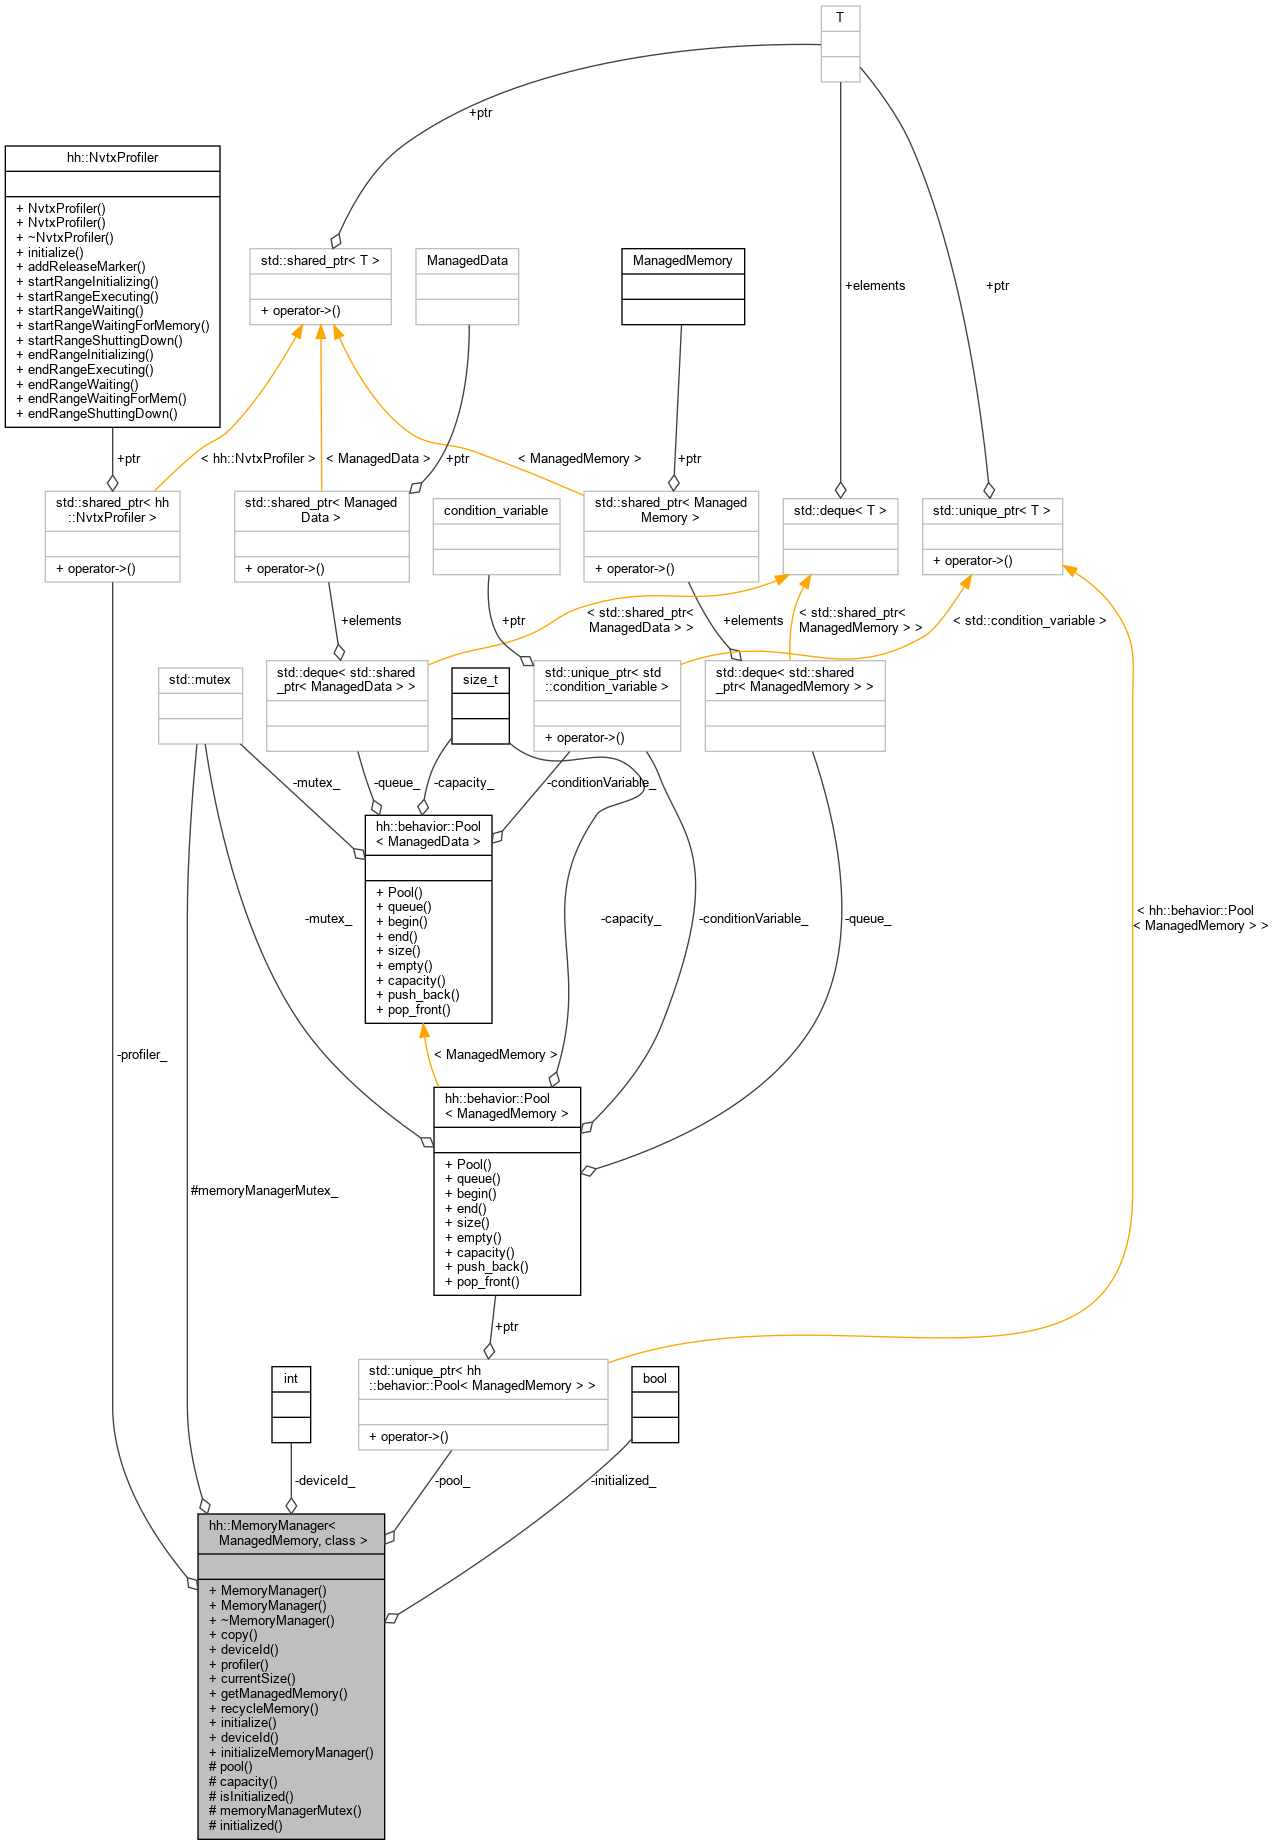 T
+ptr
hh::NvtxProfiler
+ NvtxProfiler()
+ NvtxProfiler()
+ ~NvtxProfiler()
+ initialize()
+ addReleaseMarker()
+ startRangeInitializing()
+ startRangeExecuting()
+ startRangeWaiting()
+ startRangeWaitingForMemory()
+ startRangeShuttingDown()
+ endRangeInitializing()
+ endRangeExecuting()
+ endRangeWaiting()
+ endRangeWaitingForMem()
+ endRangeShuttingDown()
std::shared_ptr< T >
+ operator->()
ManagedData
ManagedMemory
+elements
+ptr
+ptr
< hh::NvtxProfiler >
< ManagedData >
+ptr
< ManagedMemory >
+ptr
std::shared_ptr< hh
::NvtxProfiler >
+ operator->()
std::shared_ptr< Managed
Data >
+ operator->()
condition_variable
std::shared_ptr< Managed
Memory >
+ operator->()
std::deque< T >
std::unique_ptr< T >
+ operator->()
+elements
+ptr
< std::shared_ptr<
ManagedData > >
+elements
< std::shared_ptr<
ManagedMemory > >
< std::condition_variable >
std::mutex
std::deque< std::shared
_ptr< ManagedData > >
size_t
std::unique_ptr< std
::condition_variable >
+ operator->()
std::deque< std::shared
_ptr< ManagedMemory > >
-mutex_
-queue_
-capacity_
-conditionVariable_
hh::behavior::Pool
< ManagedData >
+ Pool()
+ queue()
+ begin()
+ end()
+ size()
+ empty()
+ capacity()
+ push_back()
+ pop_front()
-mutex_
-capacity_
-conditionVariable_
-queue_
< hh::behavior::Pool
< ManagedMemory > >
-profiler_
< ManagedMemory >
hh::behavior::Pool
< ManagedMemory >
+ Pool()
+ queue()
+ begin()
+ end()
+ size()
+ empty()
+ capacity()
+ push_back()
+ pop_front()
#memoryManagerMutex_
+ptr
int
std::unique_ptr< hh
::behavior::Pool< ManagedMemory > >
+ operator->()
bool
-deviceId_
-pool_
-initialized_
hh::MemoryManager<
ManagedMemory, class >
+ MemoryManager()
+ MemoryManager()
+ ~MemoryManager()
+ copy()
+ deviceId()
+ profiler()
+ currentSize()
+ getManagedMemory()
+ recycleMemory()
+ initialize()
+ deviceId()
+ initializeMemoryManager()
# pool()
# capacity()
# isInitialized()
# memoryManagerMutex()
# initialized()